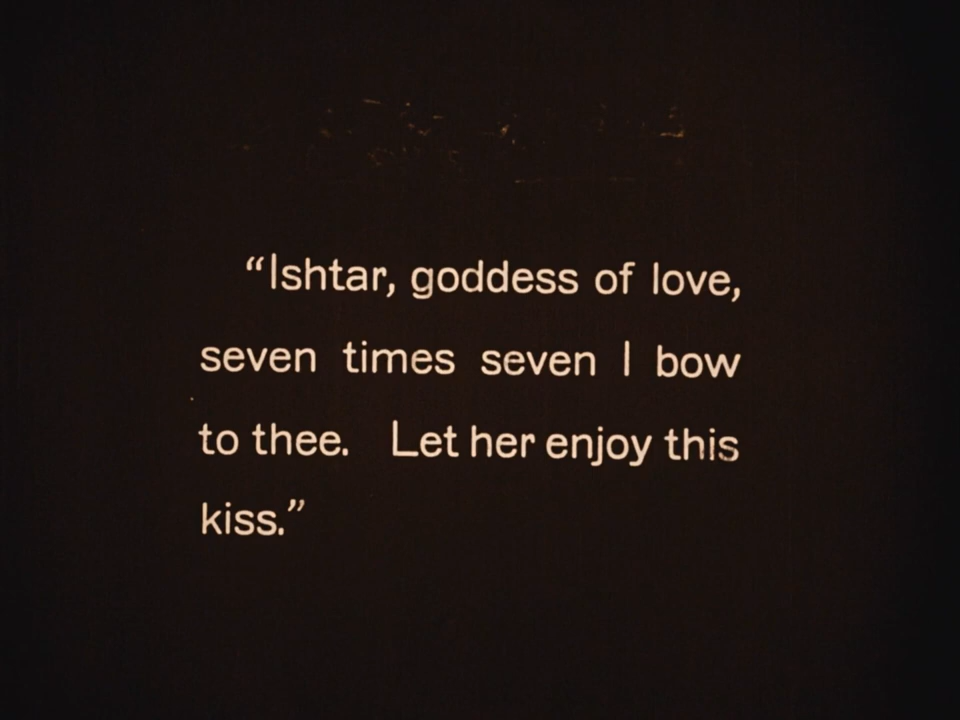 “Ishtar, goddess of love,
seven times seven I bow
to thee. Let her enjoy this
kiss.”